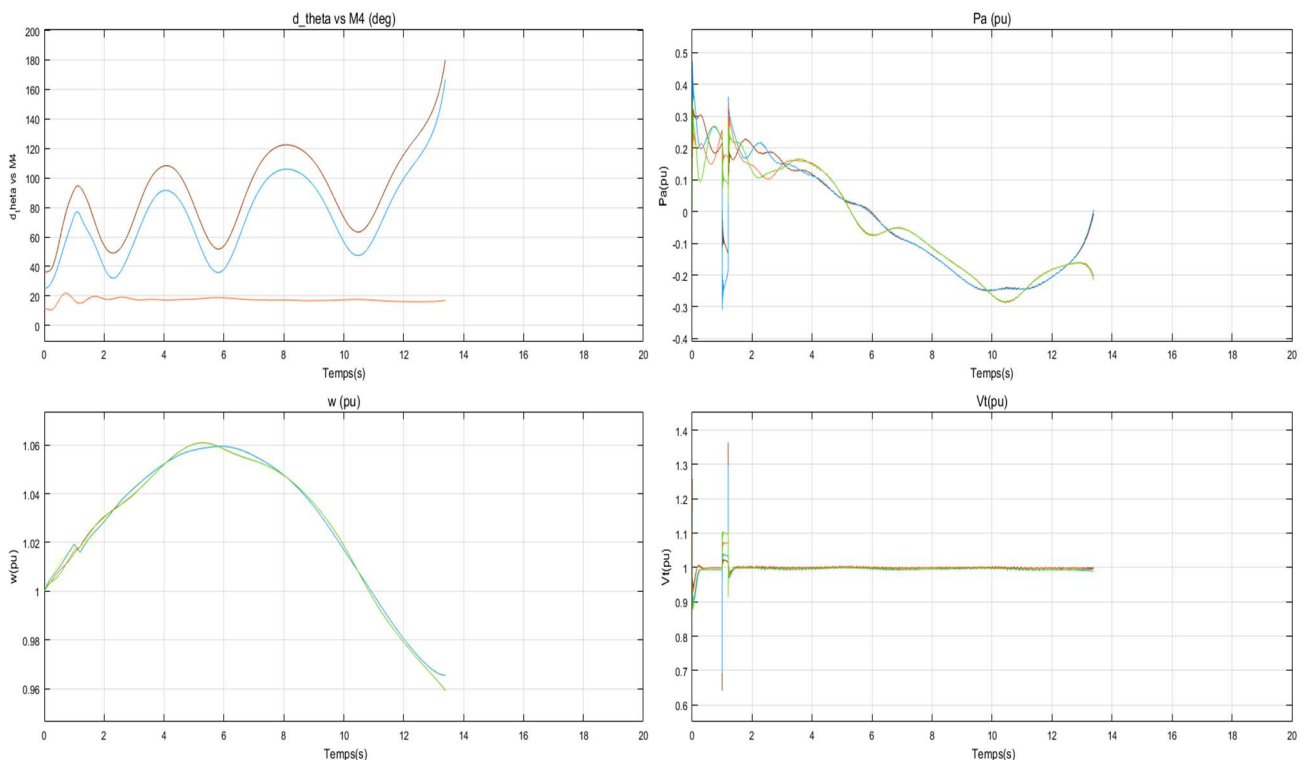 d_theta vs M4 (deg)
d_theta vs M4
200
180
160
140
120
100
80
60
40
20
0
0 2 4 6 8 10 12 14 16 18 20
Temps(s)
Pa (pu)
Pa(pu)
0.5
0.4
0.3
0.2
0.1
0
-0.1
-0.2
-0.3
-0.4
0 2 4 6 8 10 12 14 16 18 20
Temps(s)
w (pu)
w(pu)
1.06
1.04
1.02
1
0.98
0.96
0 2 4 6 8 10 12 14 16 18 20
Temps(s)
Vt(pu)
Vt(pu)
1.4
1.3
1.2
1.1
1
0.9
0.8
0.7
0.6
0 2 4 6 8 10 12 14 16 18 20
Temps(s)